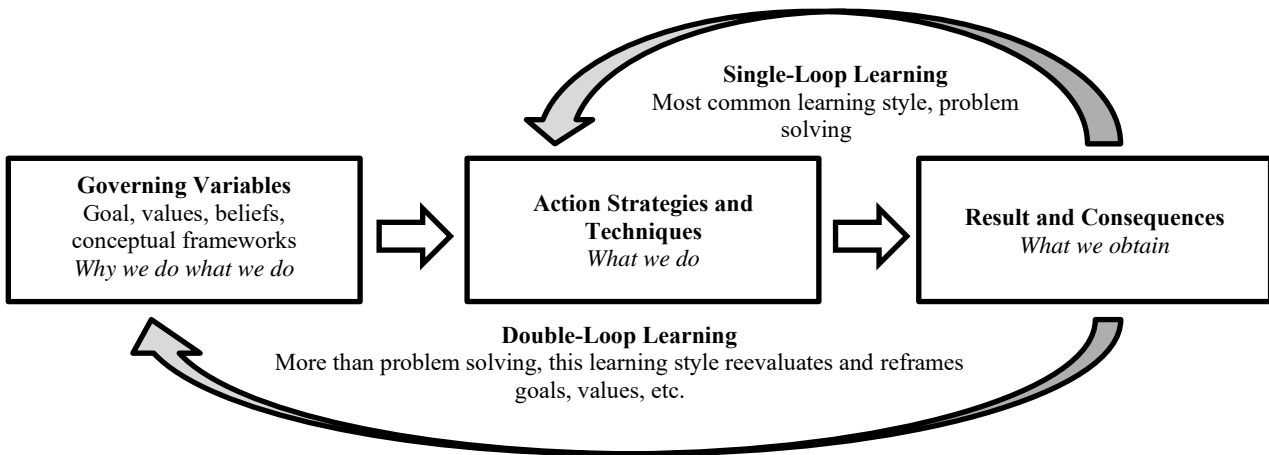 Single-Loop Learning
Most common learning style, problem
solving
Governing Variables
Goal, values, beliefs,
conceptual frameworks
Why we do what we do
Action Strategies and
Techniques
What we do
Result and Consequences
What we obtain
Double-Loop Learning
More than problem solving, this learning style reevaluates and reframes
goals, values, etc.